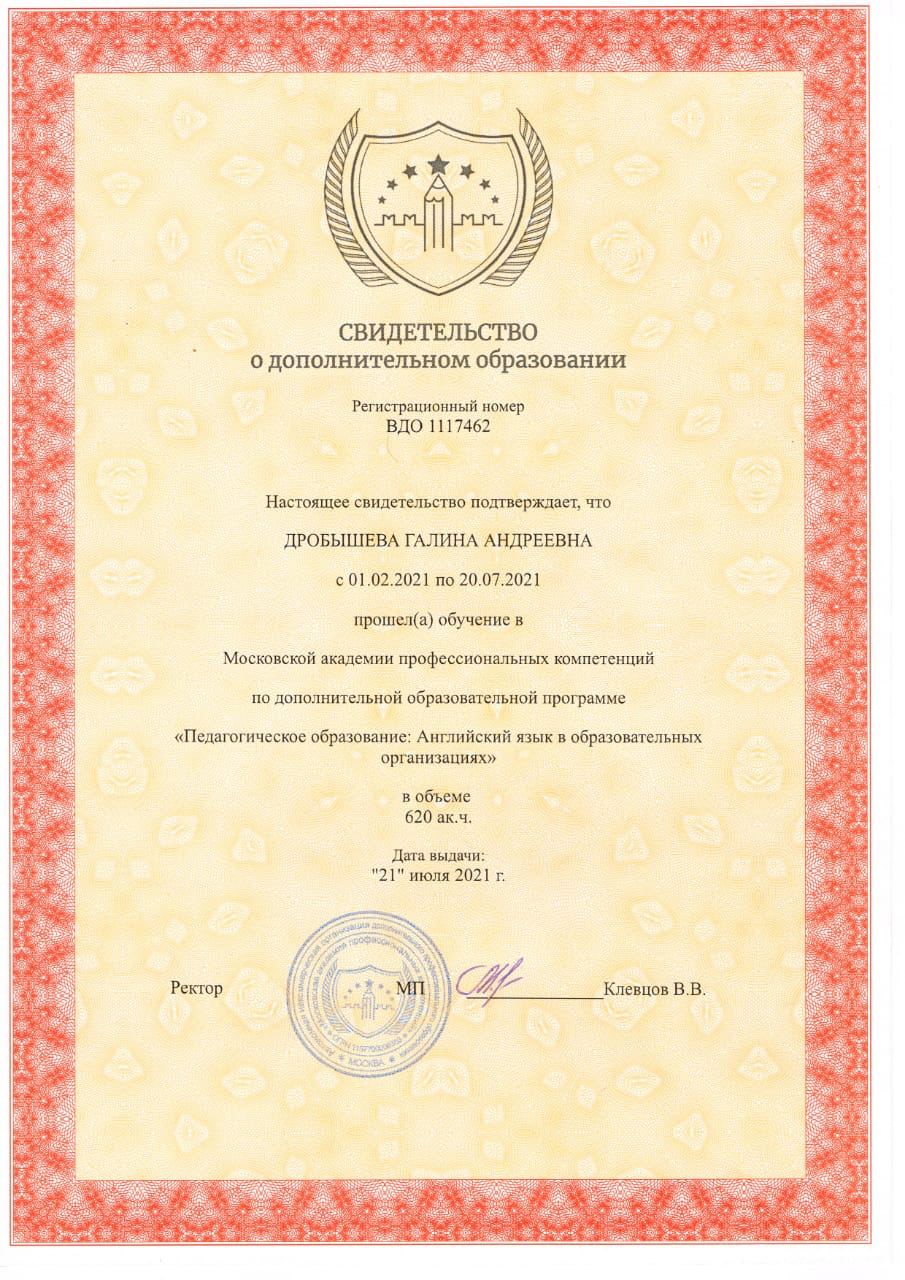 СВИДЕТЕЛЬСТВО
о дополнительном образовании
Регистрационный номер
ВДО 1117462
Настоящее свидетельство подтверждает, что
ДРОБЫШЕВА ГАЛИНА АНДРЕЕВНА
с 01.02.2021 по 20.07.2021
прошел(а) обучение в
Московской академии профессиональных компетенций
по дополнительной образовательной программе
«Педагогическое образование: Английский язык в образовательных
организациях»
в объеме
620 ак.ч.
Дата выдачи:
"21" июля 2021 г.
Ректор МП Клевцов В.В.
МОСКВА